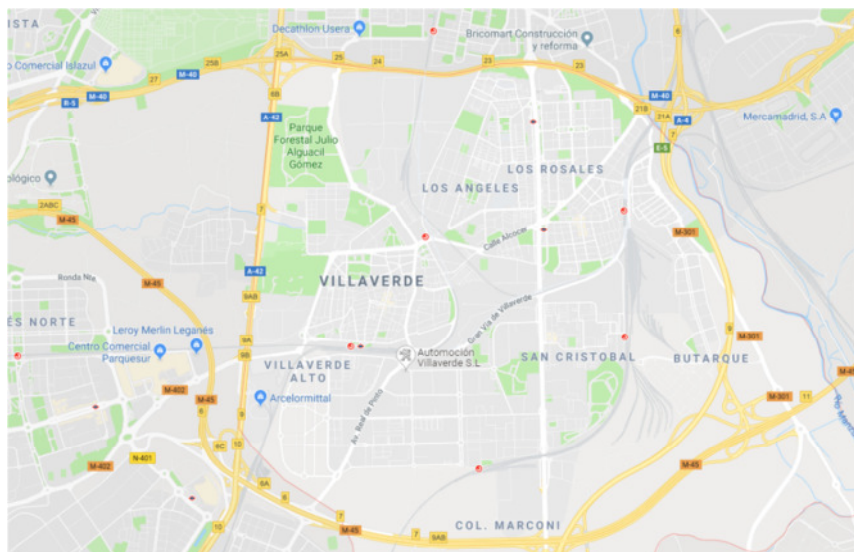 ISTA
Decathlon Usera
Bricomart Construcción
y reforma
6
25A
25
24
23
23
25B
o Comercial Islazul
27
M-40
R-5
M-40
6B
A-42
M-40
21B
21A
A-4
7
E-5
Mercamadrid, S.A
Parque
Forestal Julio
Alguacil
Gómez
LOS ROSALES
LOS ANGELES
ológico
2ABC
M-45
7
Calle Alcocer
M-301
A-42
VILLAVERDE
M-45
Ronda Nte
9AB
Gran Vía de Villaverde
ÉS NORTE
Leroy Merlin Leganés
Centro Comercial
Parquesur
9A
9B
9
M-301
Automoción
Villaverde S.L
SAN CRISTOBAL
BUTARQUE
VILLAVERDE
ALTO
M-402
M-45
Arcelormittal
M-301
11
8
9
Av. Real de Pinto
6C
10
N-401
M-402
M-45
6A
6
10
7
M-45
7
9AB
COL. MARCONI